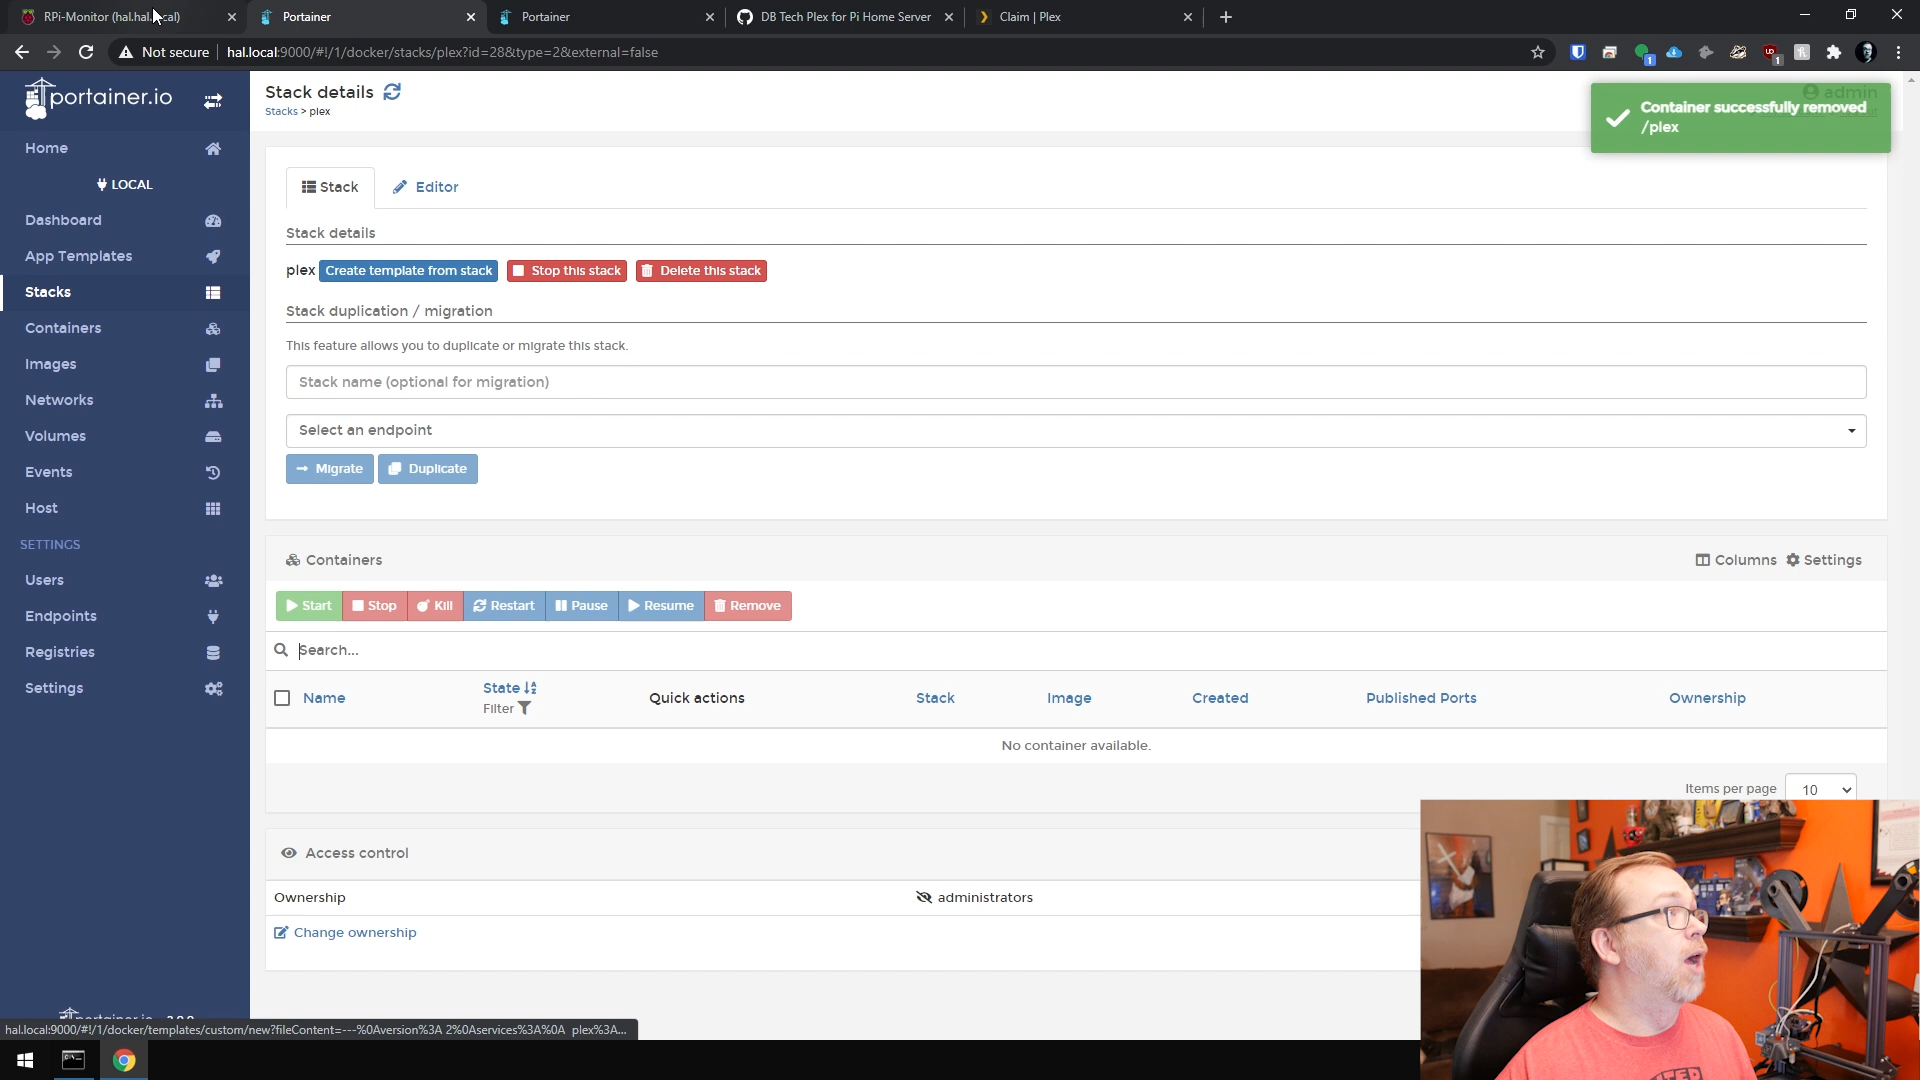 RPi-Monitor (hal.hal.local)
Portainer
Portainer
DB Tech Plex for Pi Home Server
Claim | Plex
Not secure
hal.local:9000/#!/1/docker/stacks/plex?id=28&type=2&external=false
portainer.io
Stack details
Stacks > plex
admin
Container successfully removed
/plex
Home
LOCAL
Dashboard
App Templates
Stacks
Containers
Images
Networks
Volumes
Events
Host
SETTINGS
Users
Endpoints
Registries
Settings
Stack
Editor
Stack details
plex
Create template from stack
Stop this stack
Delete this stack
Stack duplication / migration
This feature allows you to duplicate or migrate this stack.
Stack name (optional for migration)
Select an endpoint
Migrate
Duplicate
Containers
Columns
Settings
Start
Stop
Kill
Restart
Pause
Resume
Remove
Search...
Name
State
Filter
Quick actions
Stack
Image
Created
Published Ports
Ownership
No container available.
Items per page
10
Access control
Ownership
administrators
Change ownership
hal.local:9000/#!/1/docker/templates/custom/new?fileContent=---%0Aversion%3A 2%0Aservices%3A%0A plex%3A...